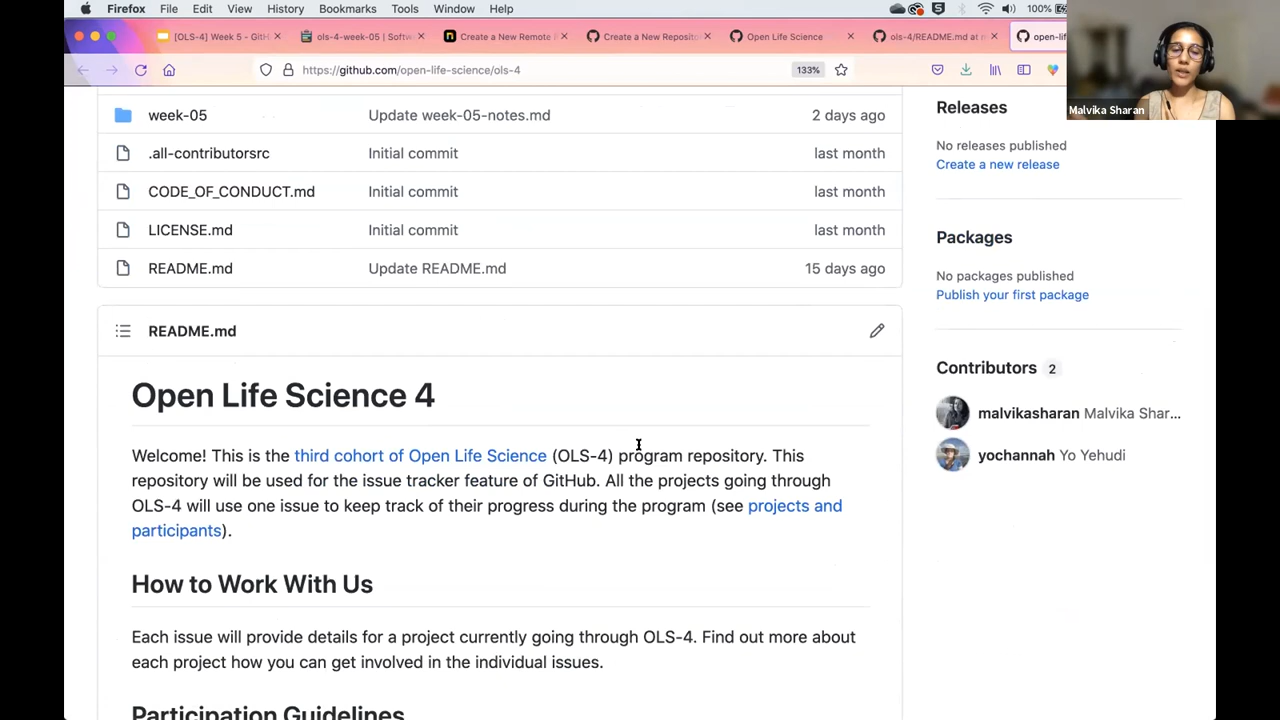 Firefox File Edit View History Bookmarks Tools Window Help 100%
[OLS-4] Week 5 - GitH
ols-4-week-05 | Softw
Create a New Remote
Create a New Reposito
Open Life Science
ols-4/README.md at
open-lif
https://github.com/open-life-science/ols-4
133%
Malvika Sharan
week-05 Update week-05-notes.md 2 days ago
.all-contributorsrc Initial commit last month
CODE_OF_CONDUCT.md Initial commit last month
LICENSE.md Initial commit last month
README.md Update README.md 15 days ago
README.md
Open Life Science 4
Welcome! This is the third cohort of Open Life Science (OLS-4) program repository. This
repository will be used for the issue tracker feature of GitHub. All the projects going through
OLS-4 will use one issue to keep track of their progress during the program (see projects and
participants).
How to Work With Us
Each issue will provide details for a project currently going through OLS-4. Find out more about
each project how you can get involved in the individual issues.
Participation Guidelines
Releases
No releases published
Create a new release
Packages
No packages published
Publish your first package
Contributors 2
malvikasharan Malvika Shar...
yochannah Yo Yehudi